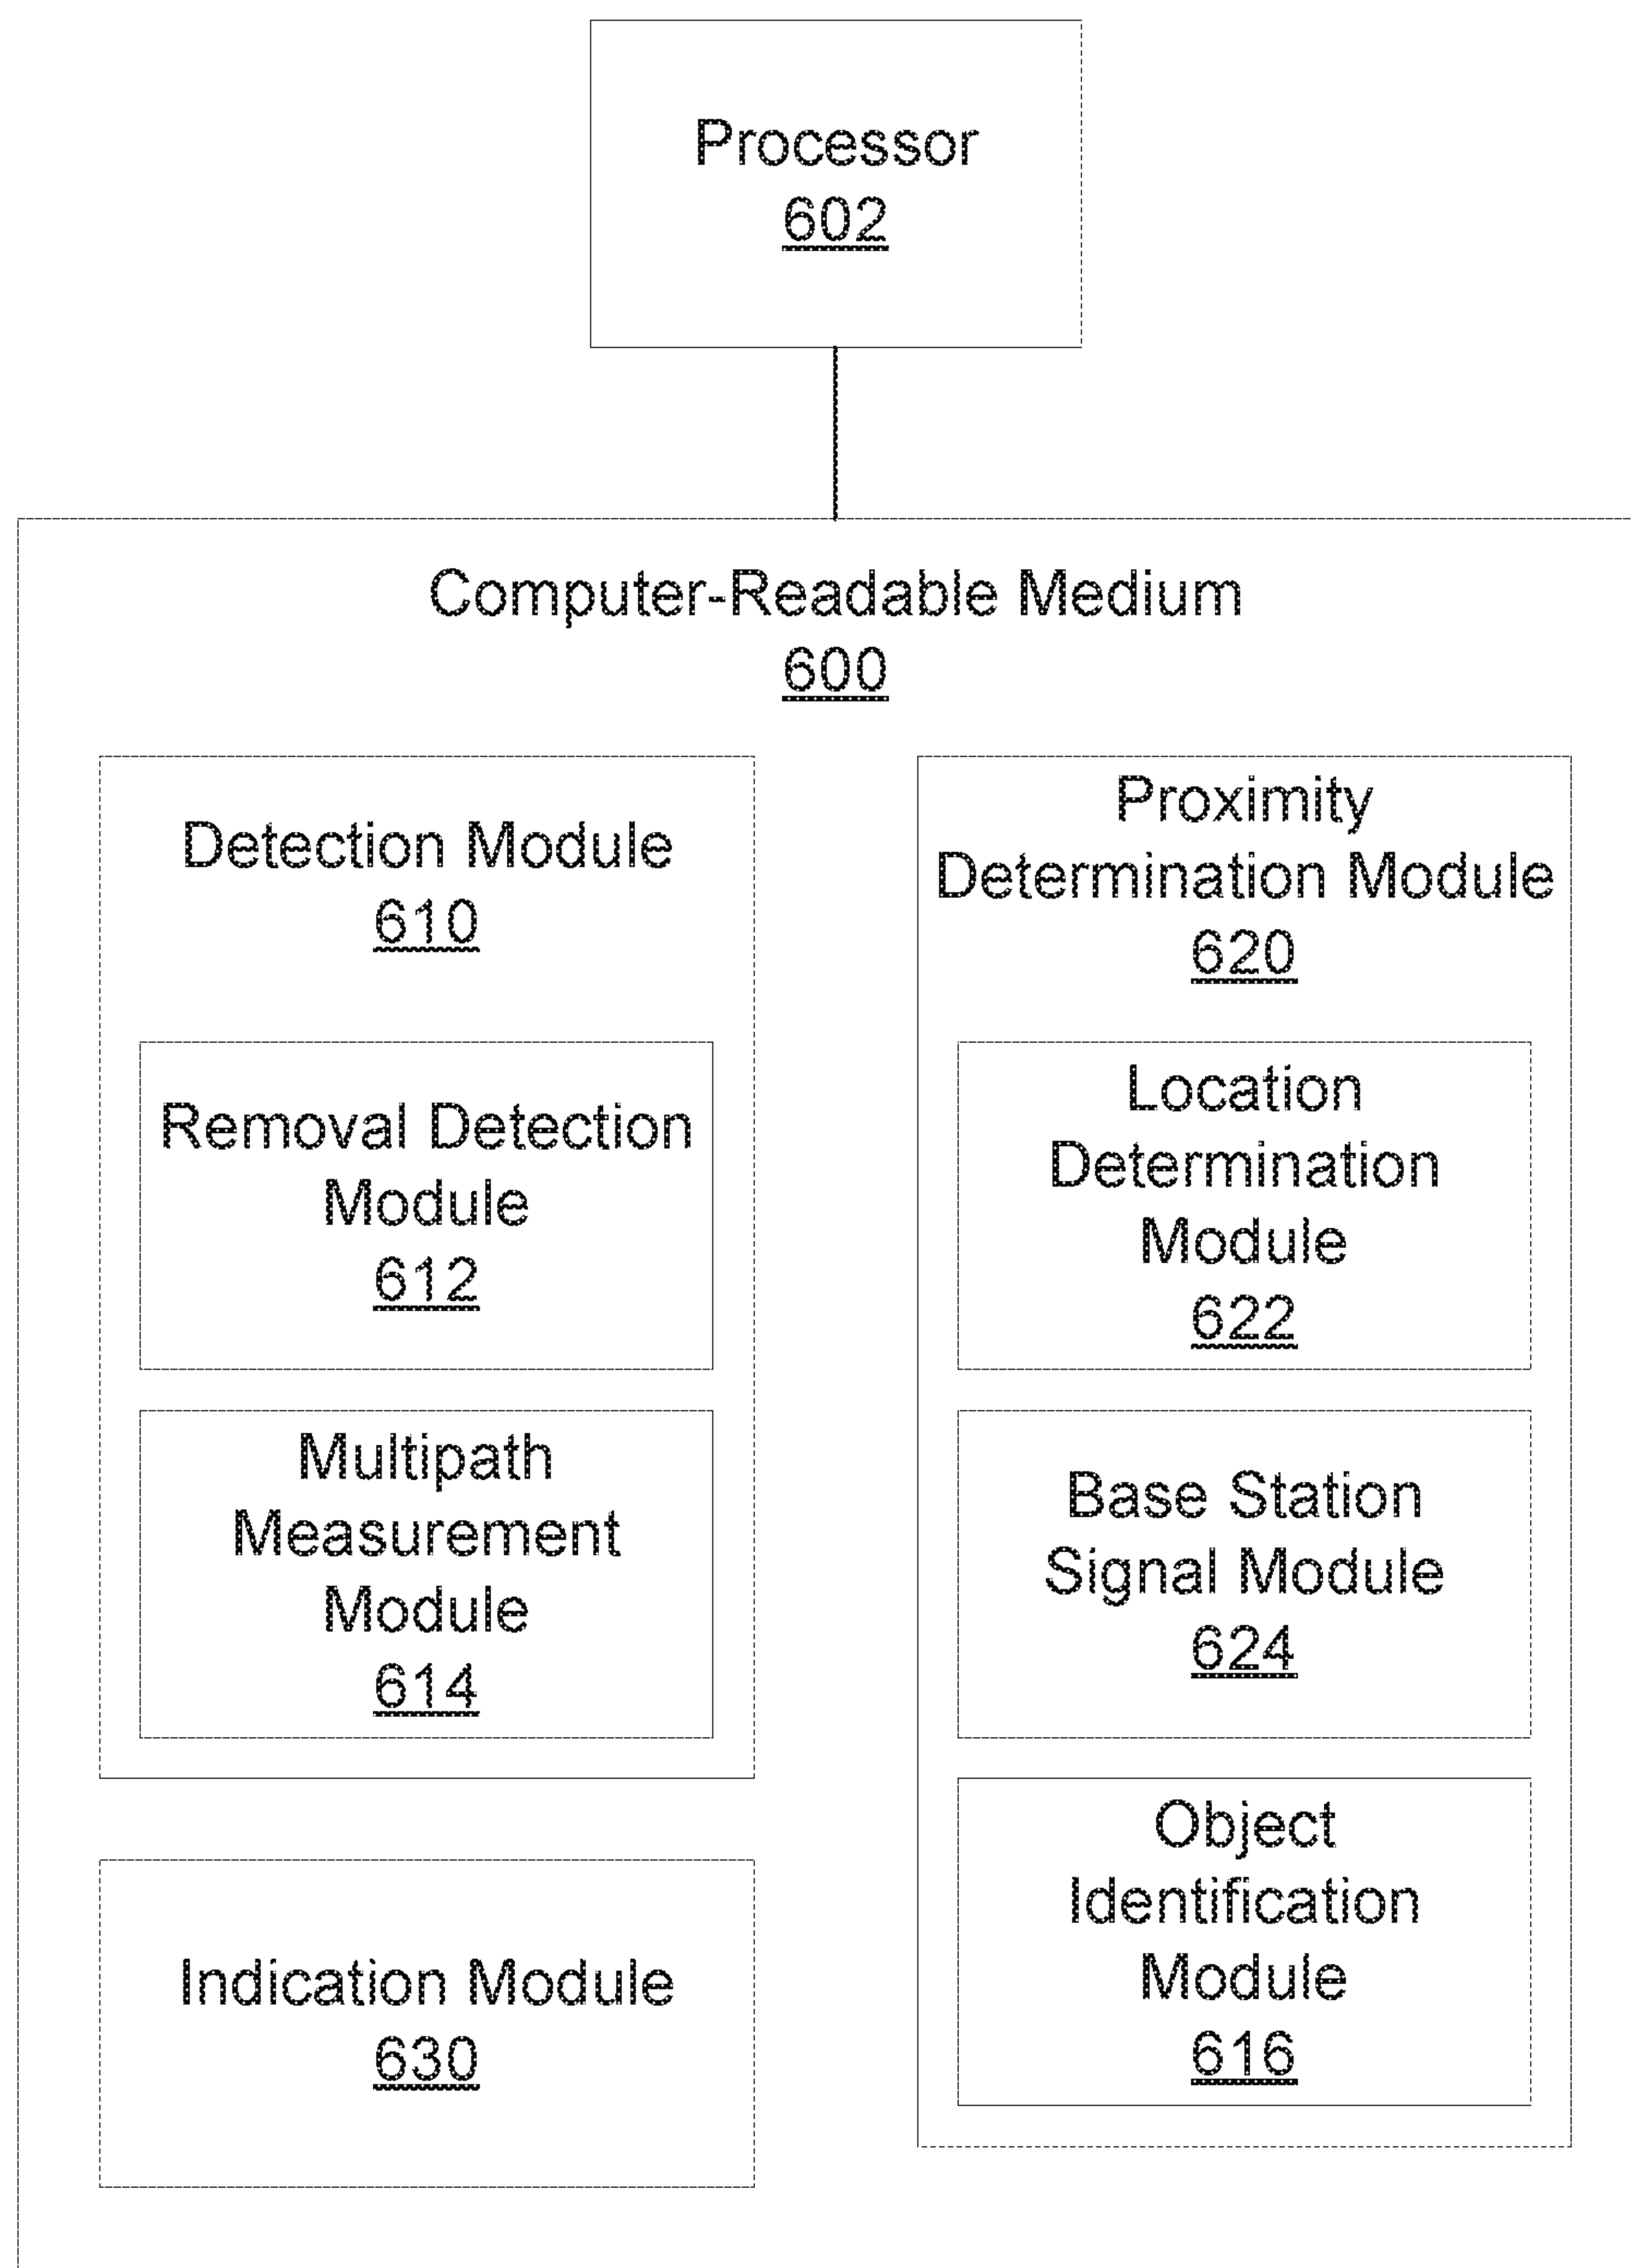 Processor
602
Computer-Readable Medium
600
Detection Module
610
Removal Detection
Module
612
Multipath
Measurement
Module
614
Indication Module
630
Proximity
Determination Module
620
Location
Determination
Module
622
Base Station
Signal Module
624
Object
Identification
Module
616